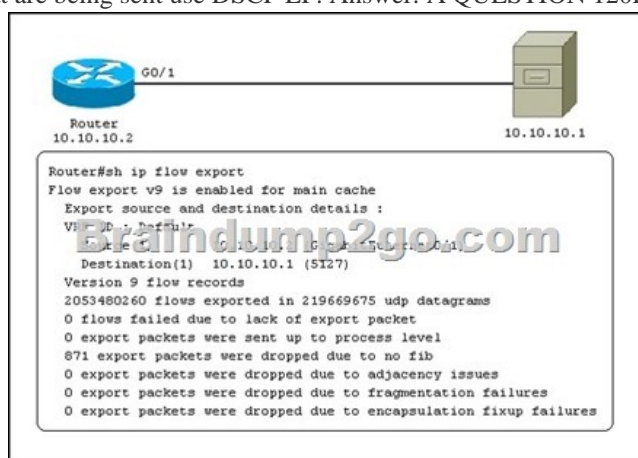 are being sent use DSCP EF. Answer: A QUESTION 120
G0/1
Router
10.10.10.2
10.10.10.1
Router#sh ip flow export
Flow export v9 is enabled for main cache
Export source and destination details :
Default
Braindump2go.com
Destination(1) 10.10.10.1 (5127)
Version 9 flow records
2053480260 flows exported in 219669675 udp datagrams
0 flows failed due to lack of export packet
0 export packets were sent up to process level
871 export packets were dropped due to no fib
0 export packets were dropped due to adjacency issues
0 export packets were dropped due to fragmentation failures
0 export packets were dropped due to encapsulation fixup failures